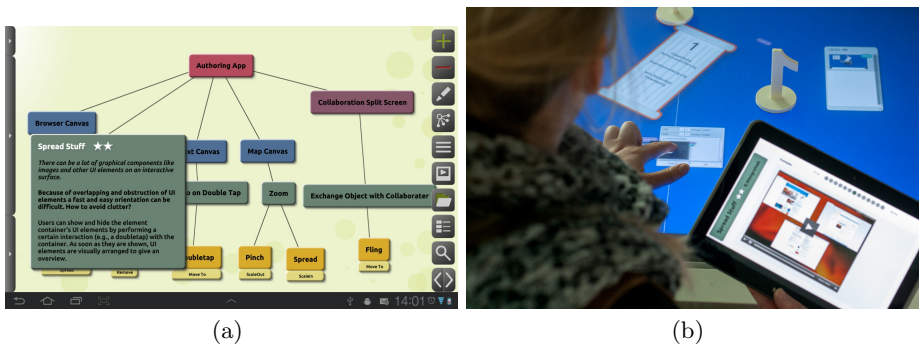 Authoring App
Collaboration Split Screen
Browser Canvas
Spread Stuff
There can be a lot of graphical components like
images and other UI elements on an interactive
surface.
Because of overlapping and obstruction of UI
elements a fast and easy orientation can be
difficult. How to avoid clutter?
Users can show and hide the element
container's UI elements by performing a
certain interaction (e.g., a doubletap) with the
container. As soon as they are shown, UI
elements are visually arranged to give an
overview.
xt Canvas
Map Canvas
o on Double Tap
Zoom
Exchange Object with Collaborater
ubletap
Move To
Pinch
ScaleOut
Spread
ScaleIn
Fling
Move To
Remove
14:01
1
1
Spread Stuff
(a)
(b)